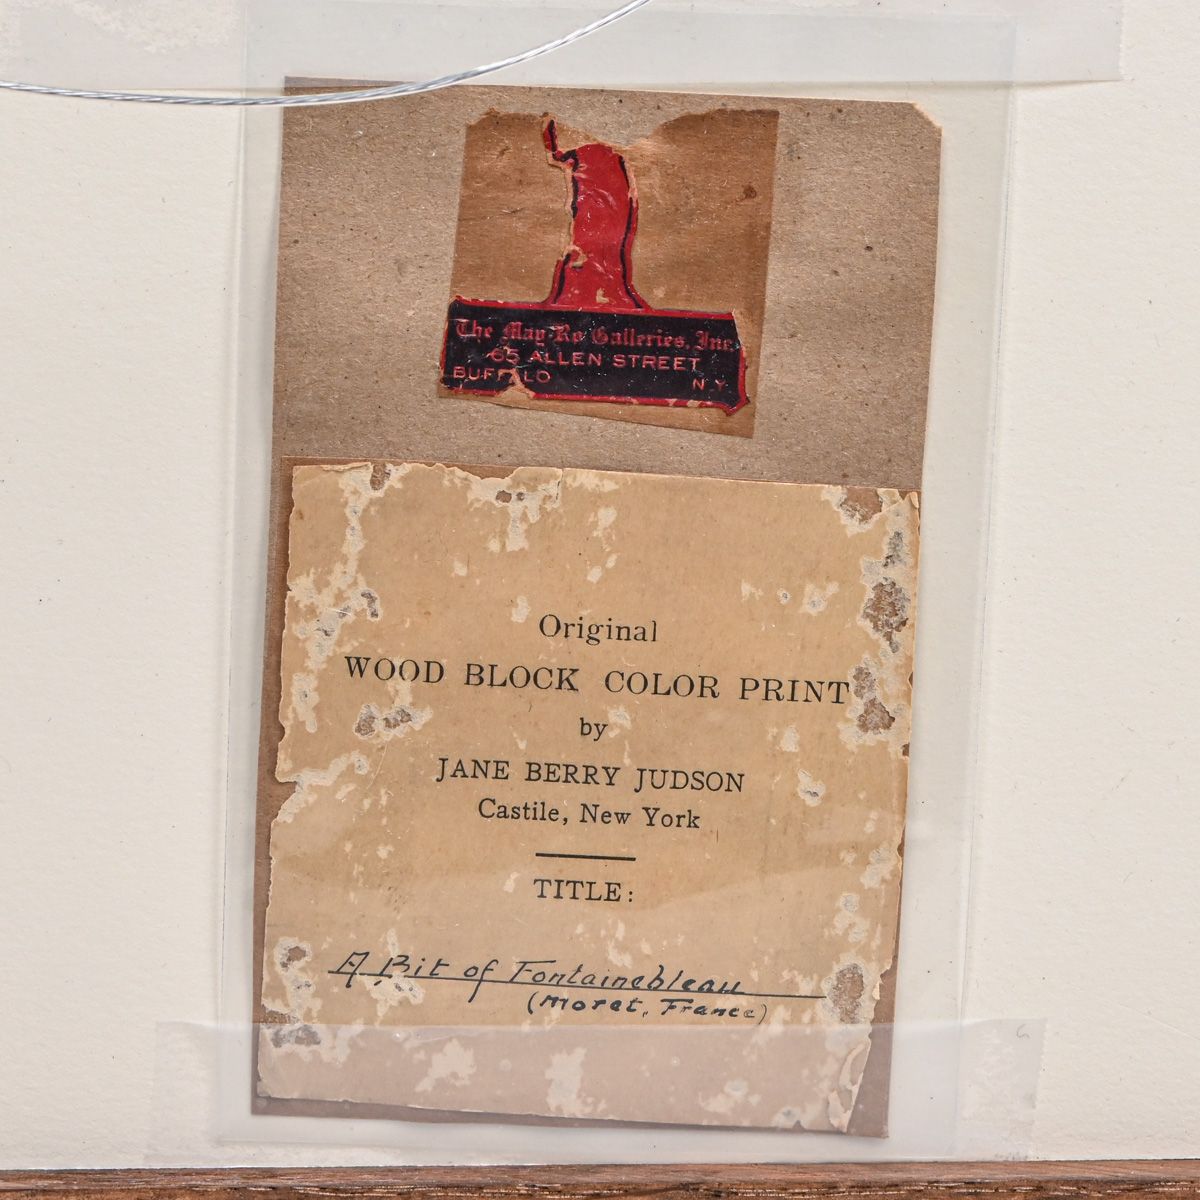 The May-Ro Galleries, Inc.
65 ALLEN STREET
BUFFALO N.Y.
Original
WOOD BLOCK COLOR PRINT
by
JANE BERRY JUDSON
Castile, New York
TITLE:
A Bit of Fontainebleau
(Moret, France)